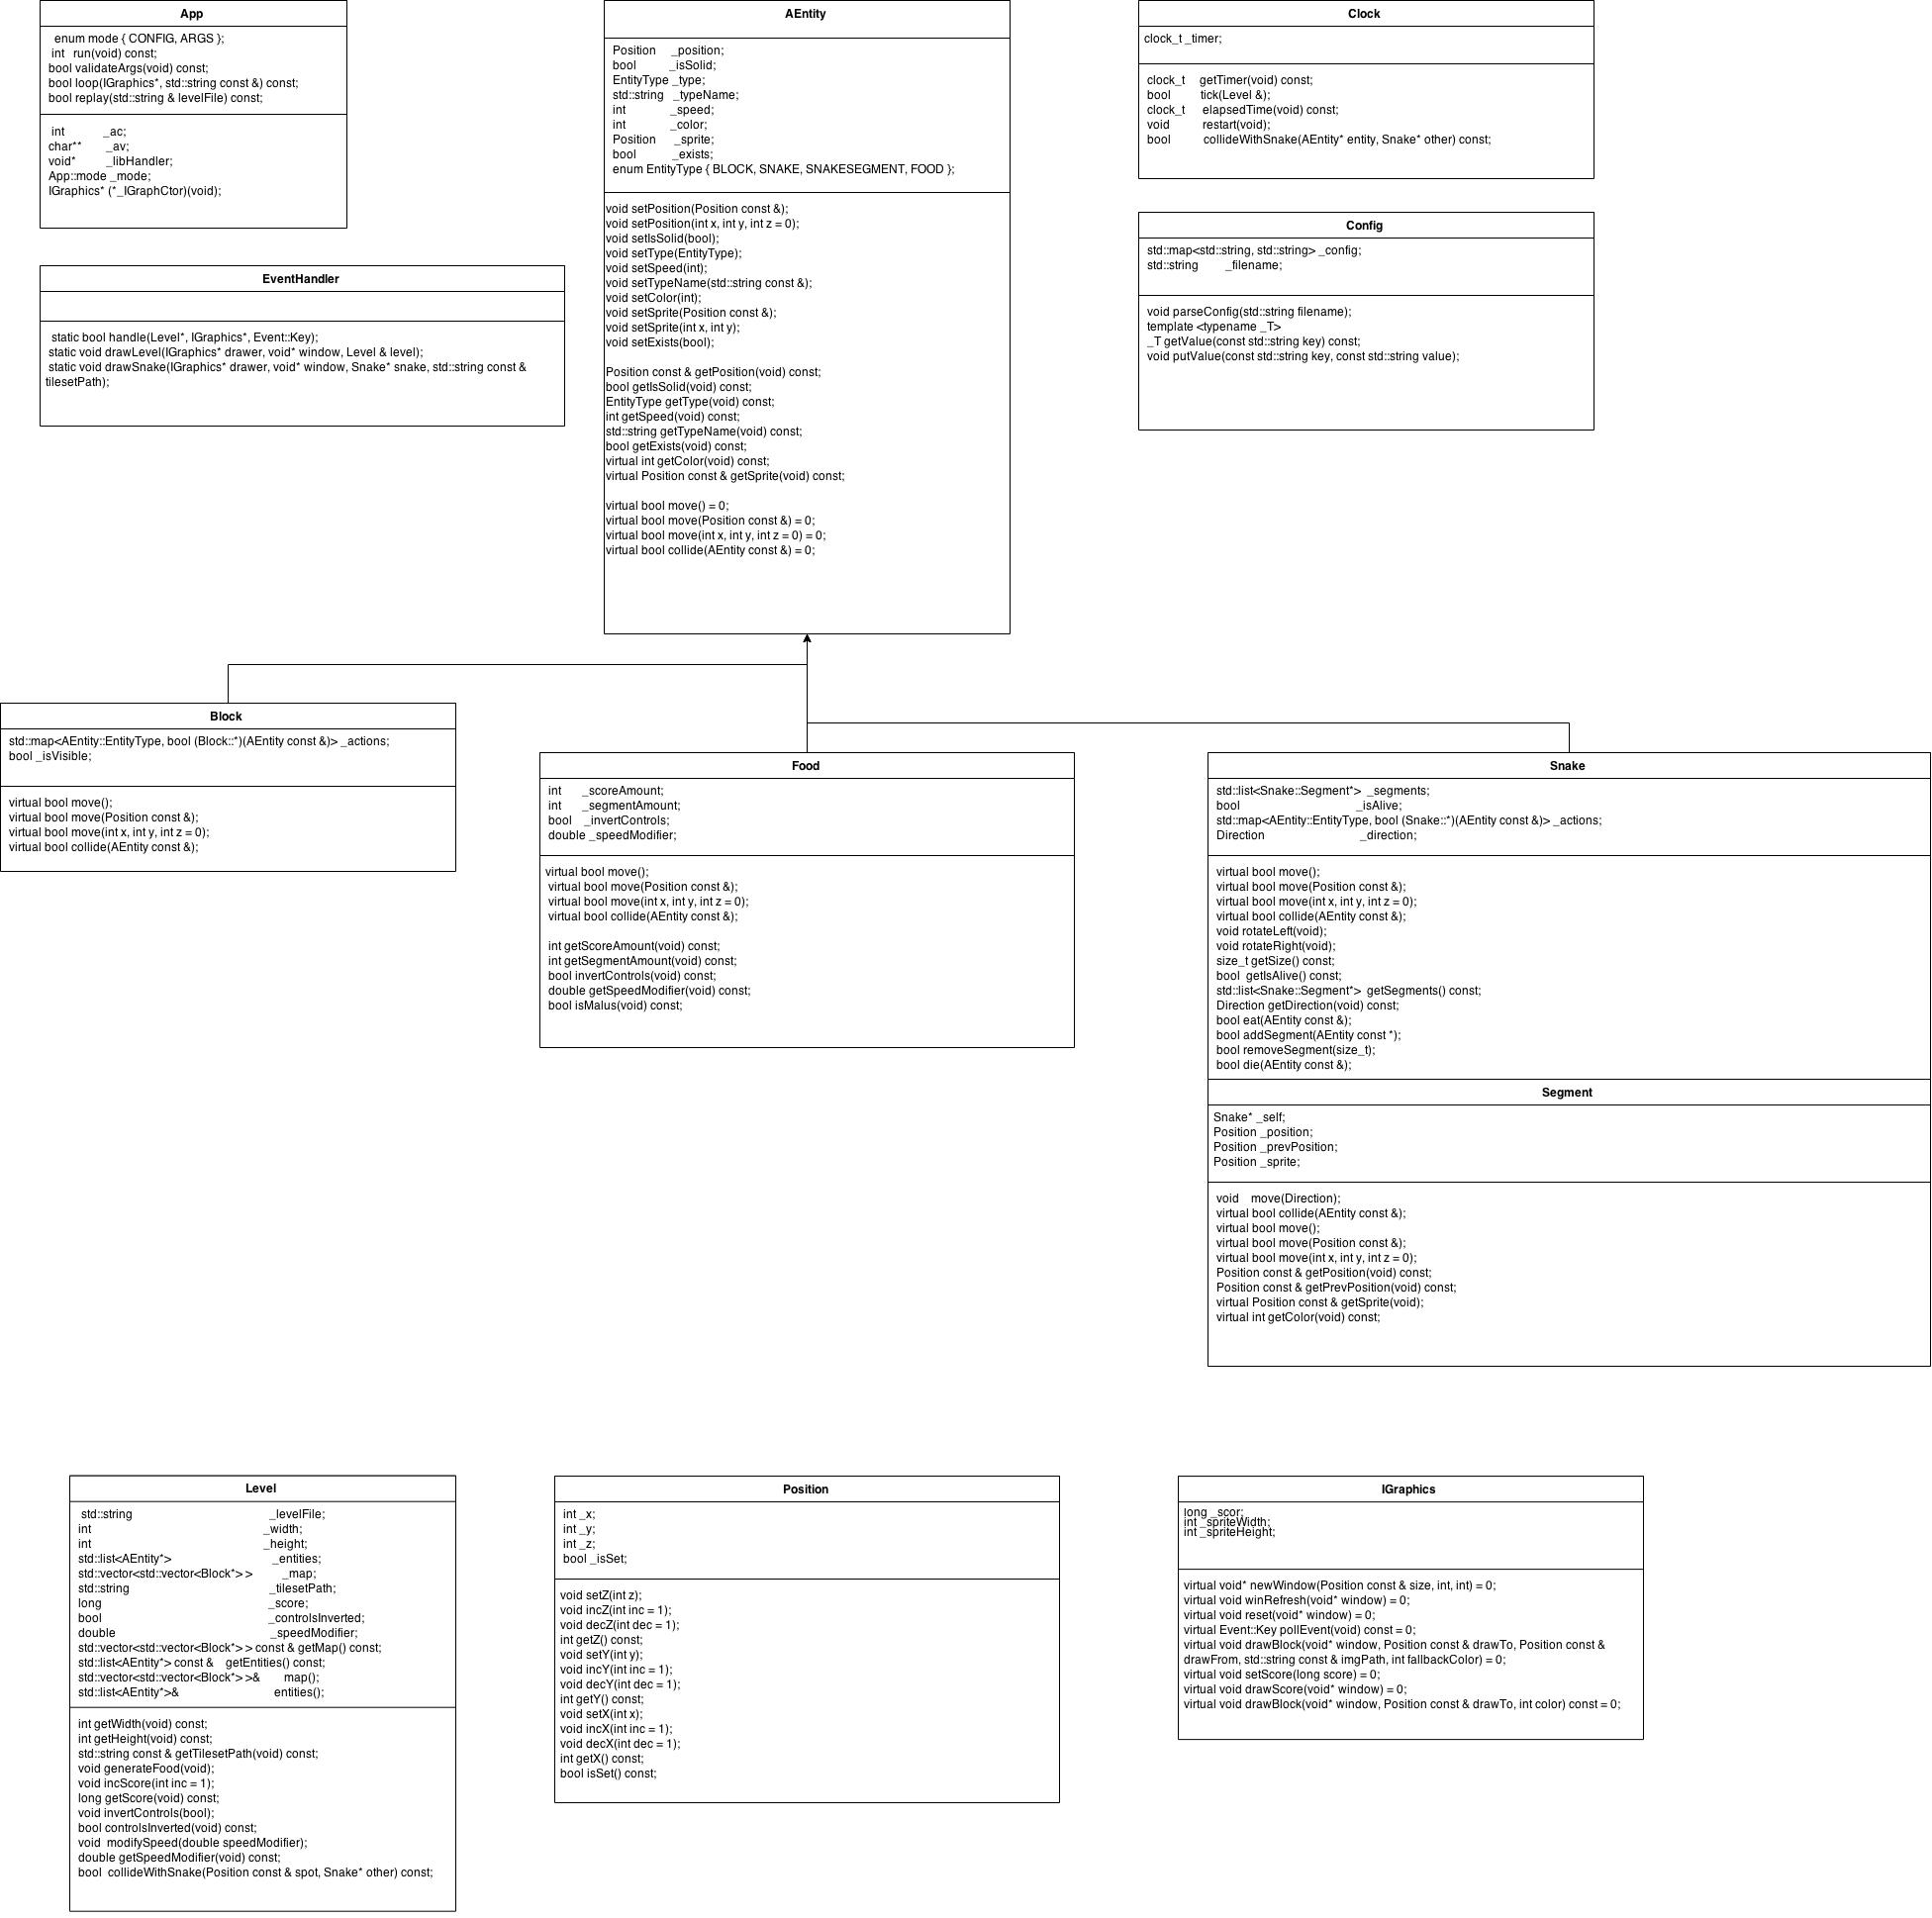 App
enum mode { CONFIG, ARGS };
int run(void) const;
bool validateArgs(void) const;
bool loop(IGraphics*, std::string const &) const;
bool replay(std::string & levelFile) const;
int _ac;
char** _av;
void* _libHandler;
App::mode _mode;
IGraphics* (*_IGraphCtor)(void);
EventHandler
static bool handle(Level*, IGraphics*, Event::Key);
static void drawLevel(IGraphics* drawer, void* window, Level & level);
static void drawSnake(IGraphics* drawer, void* window, Snake* snake, std::string const &
tilesetPath);
AEntity
Position _position;
bool _isSolid;
EntityType _type;
std::string _typeName;
int _speed;
int _color;
Position _sprite;
bool _exists;
enum EntityType { BLOCK, SNAKE, SNAKESEGMENT, FOOD };
void setPosition(Position const &);
void setPosition(int x, int y, int z = 0);
void setIsSolid(bool);
void setType(EntityType);
void setSpeed(int);
void setTypeName(std::string const &);
void setColor(int);
void setSprite(Position const &);
void setSprite(int x, int y);
void setExists(bool);
Position const & getPosition(void) const;
bool getIsSolid(void) const;
EntityType getType(void) const;
int getSpeed(void) const;
std::string getTypeName(void) const;
bool getExists(void) const;
virtual int getColor(void) const;
virtual Position const & getSprite(void) const;
virtual bool move() = 0;
virtual bool move(Position const &) = 0;
virtual bool move(int x, int y, int z = 0) = 0;
virtual bool collide(AEntity const &) = 0;
Clock
clock_t _timer;
clock_t getTimer(void) const;
bool tick(Level &);
clock_t elapsedTime(void) const;
void restart(void);
bool collideWithSnake(AEntity* entity, Snake* other) const;
Config
std::map<std::string, std::string> _config;
std::string _filename;
void parseConfig(std::string filename);
template <typename _T>
_T getValue(const std::string key) const;
void putValue(const std::string key, const std::string value);
Block
std::map<AEntity::EntityType, bool (Block::*)(AEntity const &)> _actions;
bool _isVisible;
virtual bool move();
virtual bool move(Position const &);
virtual bool move(int x, int y, int z = 0);
virtual bool collide(AEntity const &);
Food
int _scoreAmount;
int _segmentAmount;
bool _invertControls;
double _speedModifier;
virtual bool move();
virtual bool move(Position const &);
virtual bool move(int x, int y, int z = 0);
virtual bool collide(AEntity const &);
int getScoreAmount(void) const;
int getSegmentAmount(void) const;
bool invertControls(void) const;
double getSpeedModifier(void) const;
bool isMalus(void) const;
Snake
std::list<Snake::Segment*> _segments;
bool _isAlive;
std::map<AEntity::EntityType, bool (Snake::*)(AEntity const &)> _actions;
Direction _direction;
virtual bool move();
virtual bool move(Position const &);
virtual bool move(int x, int y, int z = 0);
virtual bool collide(AEntity const &);
void rotateLeft(void);
void rotateRight(void);
size_t getSize() const;
bool getIsAlive() const;
std::list<Snake::Segment*> getSegments() const;
Direction getDirection(void) const;
bool eat(AEntity const &);
bool addSegment(AEntity const *);
bool removeSegment(size_t);
bool die(AEntity const &);
Segment
Snake* _self;
Position _position;
Position _prevPosition;
Position _sprite;
void move(Direction);
virtual bool collide(AEntity const &);
virtual bool move();
virtual bool move(Position const &);
virtual bool move(int x, int y, int z = 0);
Position const & getPosition(void) const;
Position const & getPrevPosition(void) const;
virtual Position const & getSprite(void);
virtual int getColor(void) const;
Level
std::string _levelFile;
int _width;
int _height;
std::list<AEntity*> _entities;
std::vector<std::vector<Block*> > _map;
std::string _tilesetPath;
long _score;
bool _controlsInverted;
double _speedModifier;
std::vector<std::vector<Block*> > const & getMap() const;
std::list<AEntity*> const & getEntities() const;
std::vector<std::vector<Block*> >& map();
std::list<AEntity*>& entities();
int getWidth(void) const;
int getHeight(void) const;
std::string const & getTilesetPath(void) const;
void generateFood(void);
void incScore(int inc = 1);
long getScore(void) const;
void invertControls(bool);
bool controlsInverted(void) const;
void modifySpeed(double speedModifier);
double getSpeedModifier(void) const;
bool collideWithSnake(Position const & spot, Snake* other) const;
Position
int _x;
int _y;
int _z;
bool _isSet;
void setZ(int z);
void incZ(int inc = 1);
void decZ(int dec = 1);
int getZ() const;
void setY(int y);
void incY(int inc = 1);
void decY(int dec = 1);
int getY() const;
void setX(int x);
void incX(int inc = 1);
void decX(int dec = 1);
int getX() const;
bool isSet() const;
IGraphics
long _scor;
int _spriteWidth;
int _spriteHeight;
virtual void* newWindow(Position const & size, int, int) = 0;
virtual void winRefresh(void* window) = 0;
virtual void reset(void* window) = 0;
virtual Event::Key pollEvent(void) const = 0;
virtual void drawBlock(void* window, Position const & drawTo, Position const &
drawFrom, std::string const & imgPath, int fallbackColor) = 0;
virtual void setScore(long score) = 0;
virtual void drawScore(void* window) = 0;
virtual void drawBlock(void* window, Position const & drawTo, int color) const = 0;